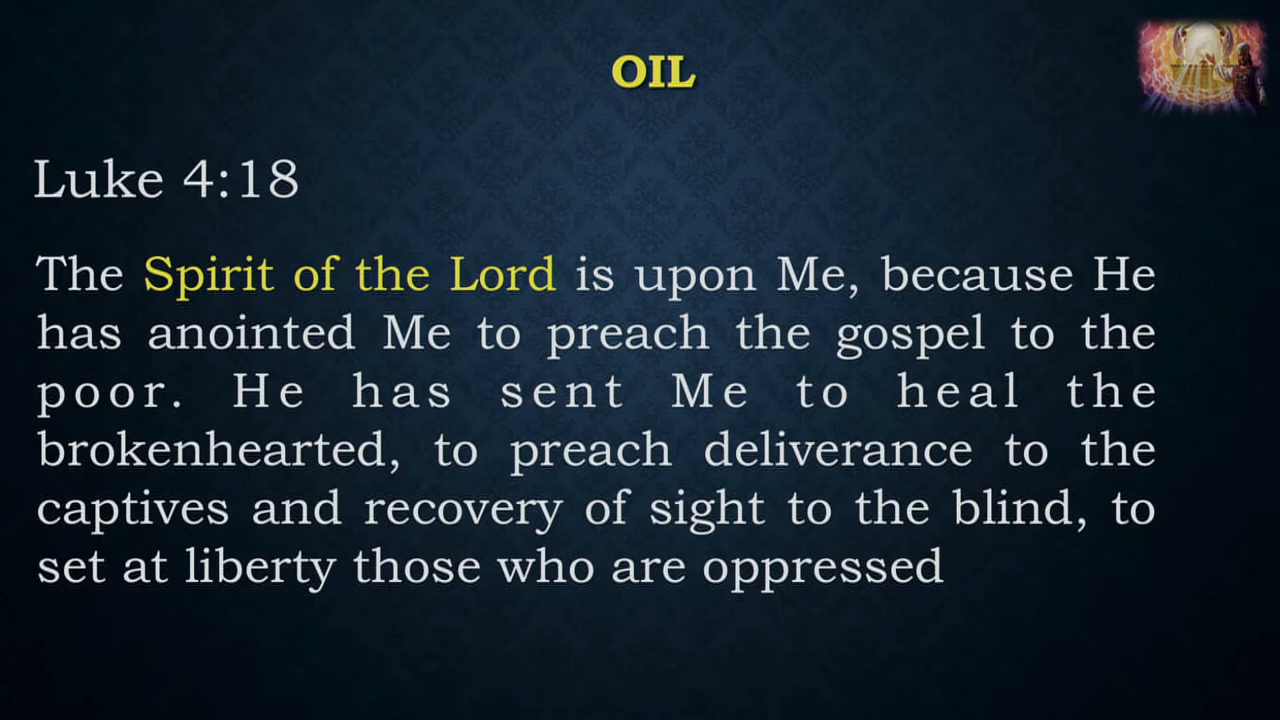 OIL
Luke 4:18
The Spirit of the Lord is upon Me, because He
has anointed Me to preach the gospel to the
poor. He has sent Me to heal the
brokenhearted, to preach deliverance to the
captives and recovery of sight to the blind, to
set at liberty those who are oppressed